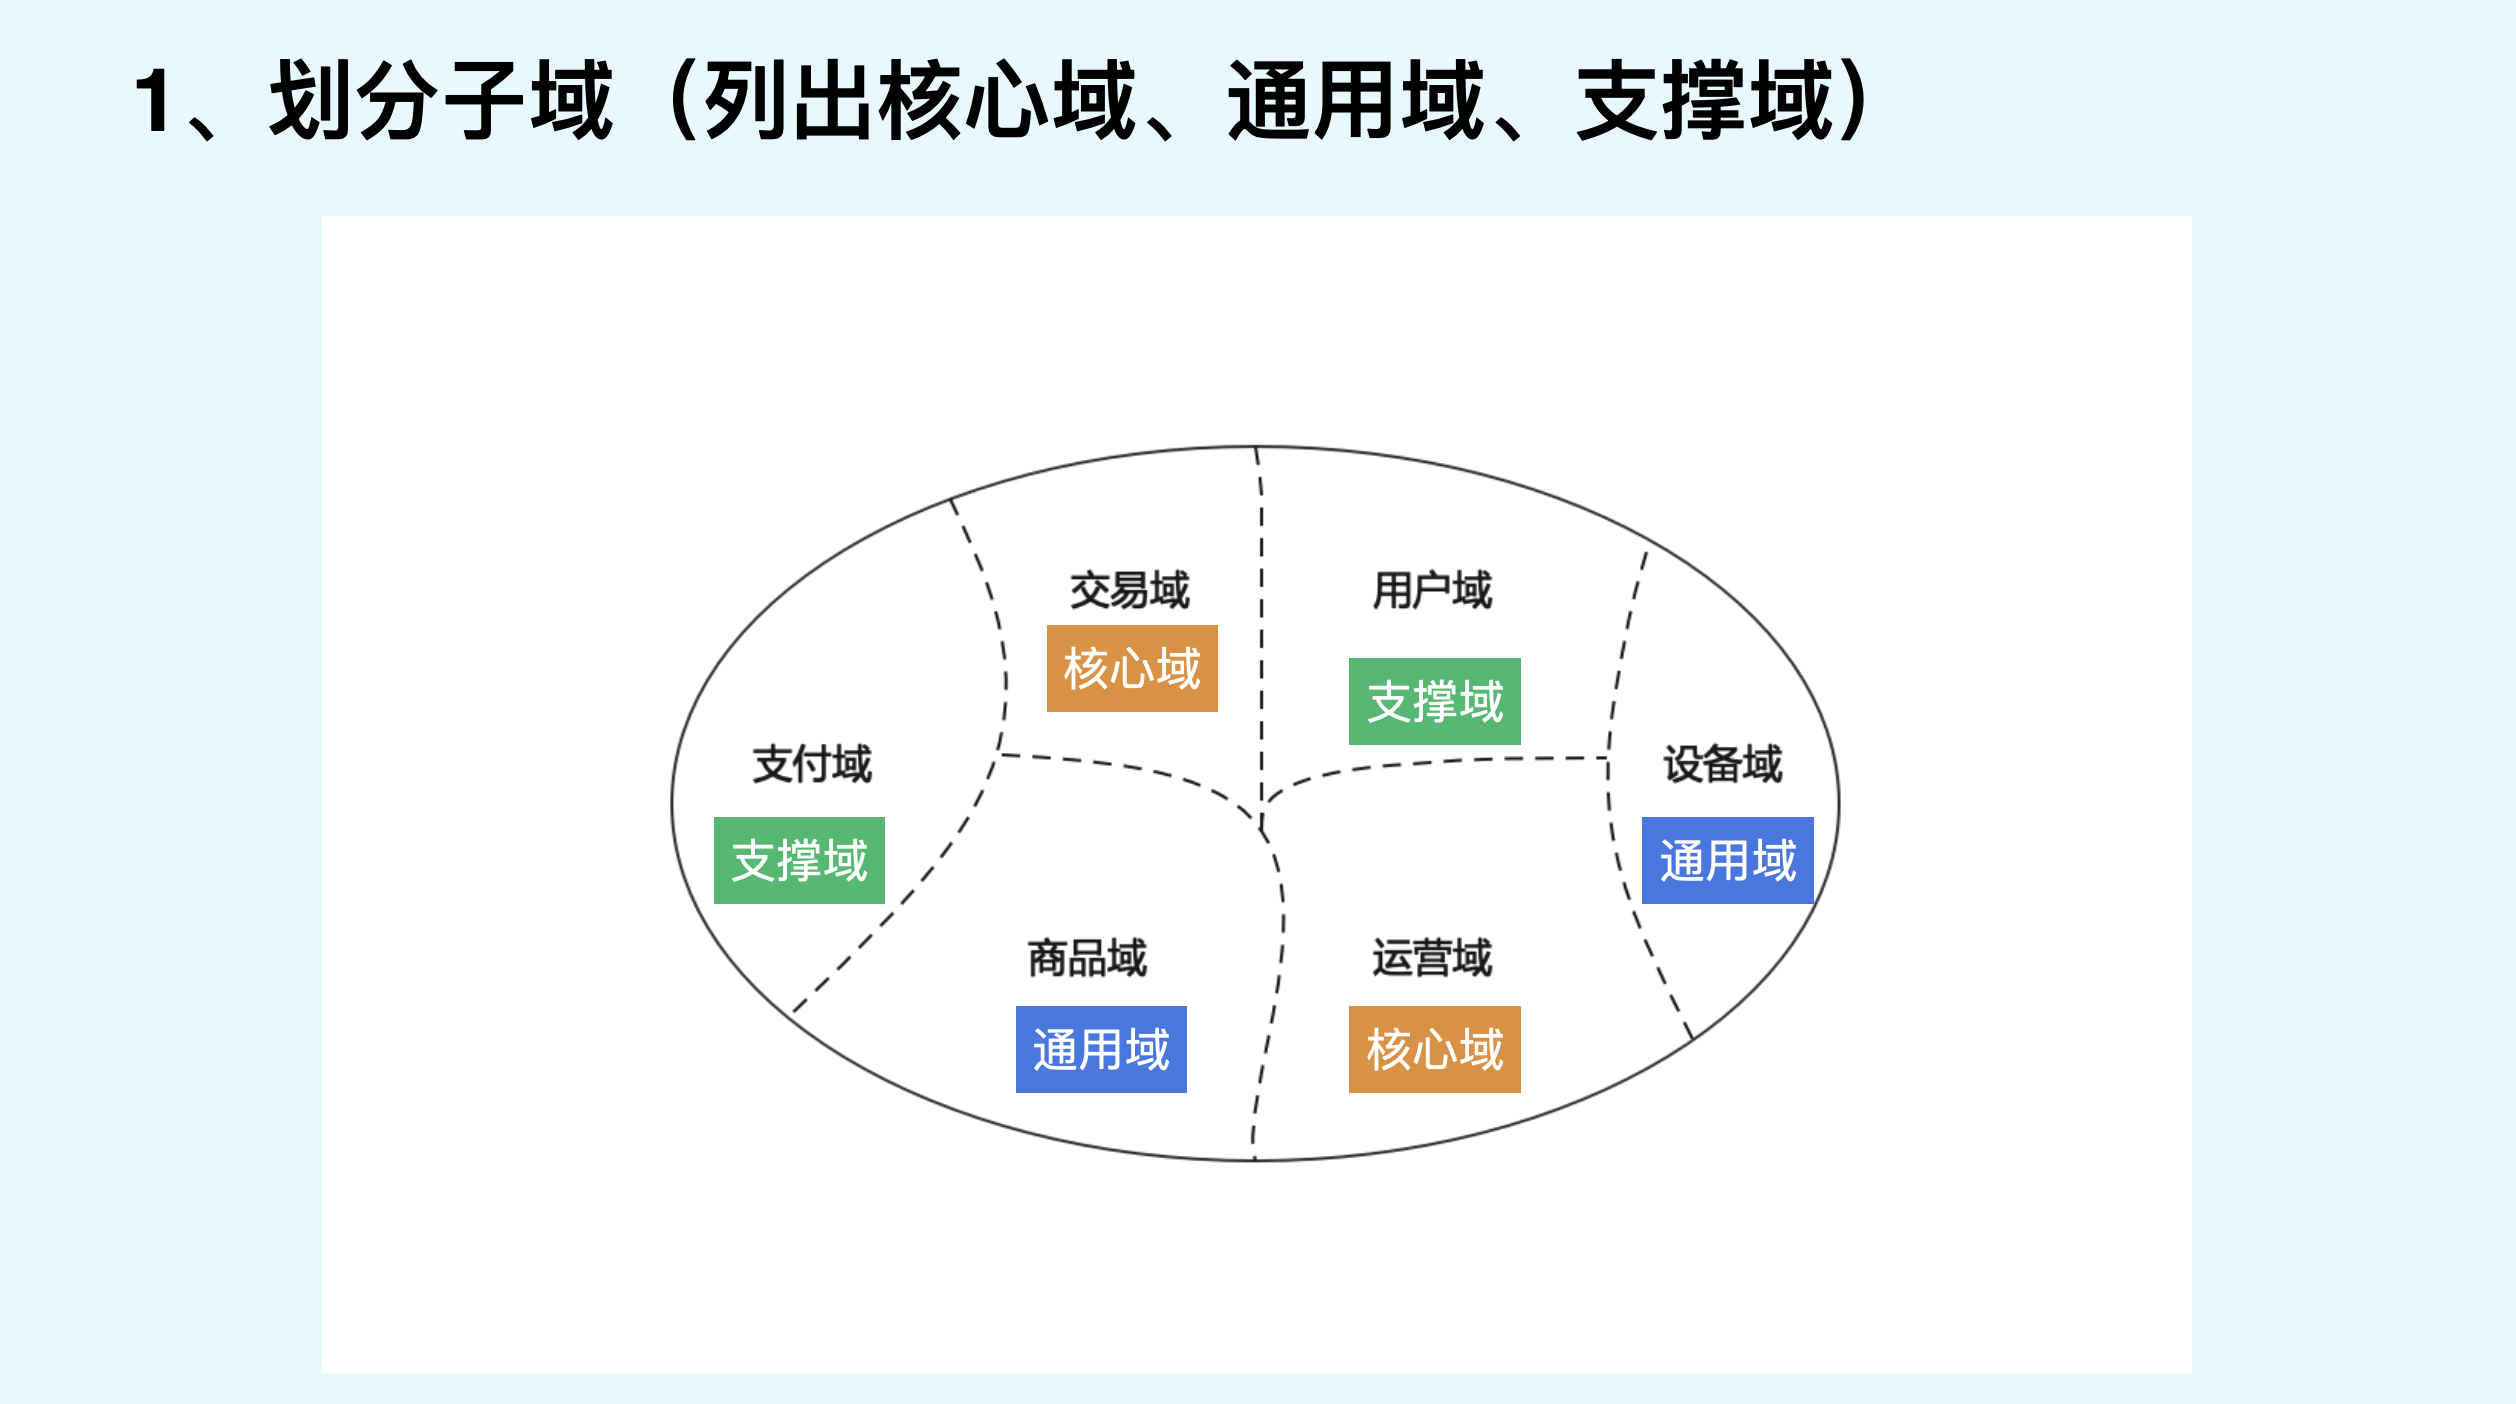 1、划分子域（列出核心域、通用域、支撑域）
交易域
核心域
用户域
支撑域
支付域
支撑域
设备域
通用域
商品域
通用域
运营域
核心域